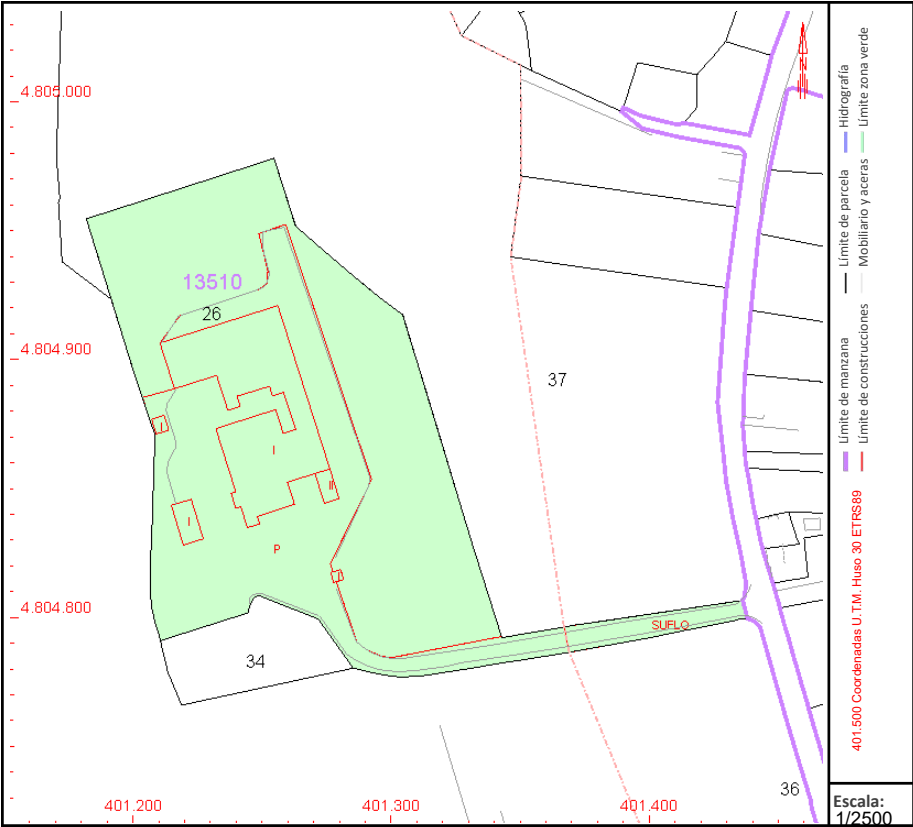 4.805.000
13510
26
4.804.900
37
I
I
II
I
P
I
4.804.800
SUELO
34
36
401.200
401.300
401.400
Límite de manzana
Límite de parcela
Hidrografía
Límite de construcciones
Mobiliario y aceras
Límite zona verde
401.500 Coordenadas U.T.M. Huso 30 ETRS89
N
Escala:
1/2500